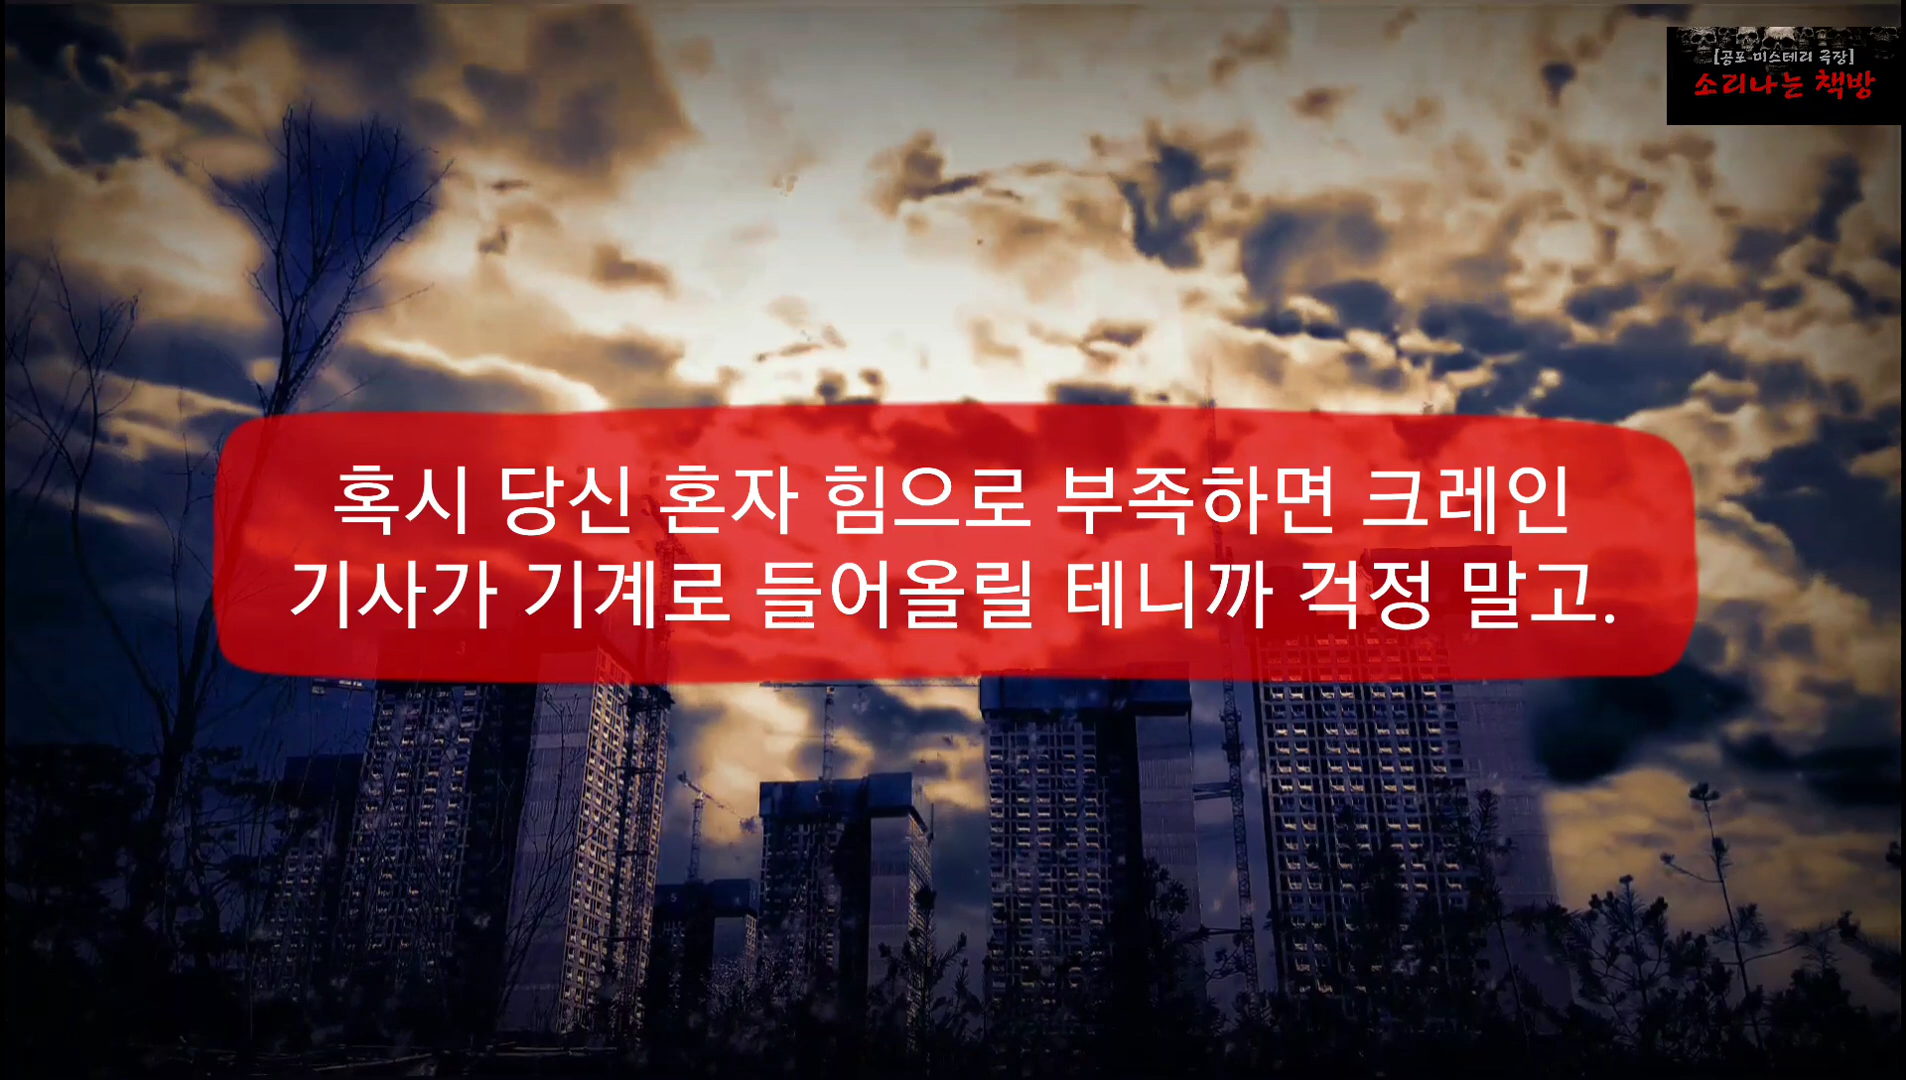 [공포·미스테리 극장]
소리나는 책방
혹시 당신 혼자 힘으로 부족하면 크레인
기사가 기계로 들어올릴 테니까 걱정 말고.
3
5